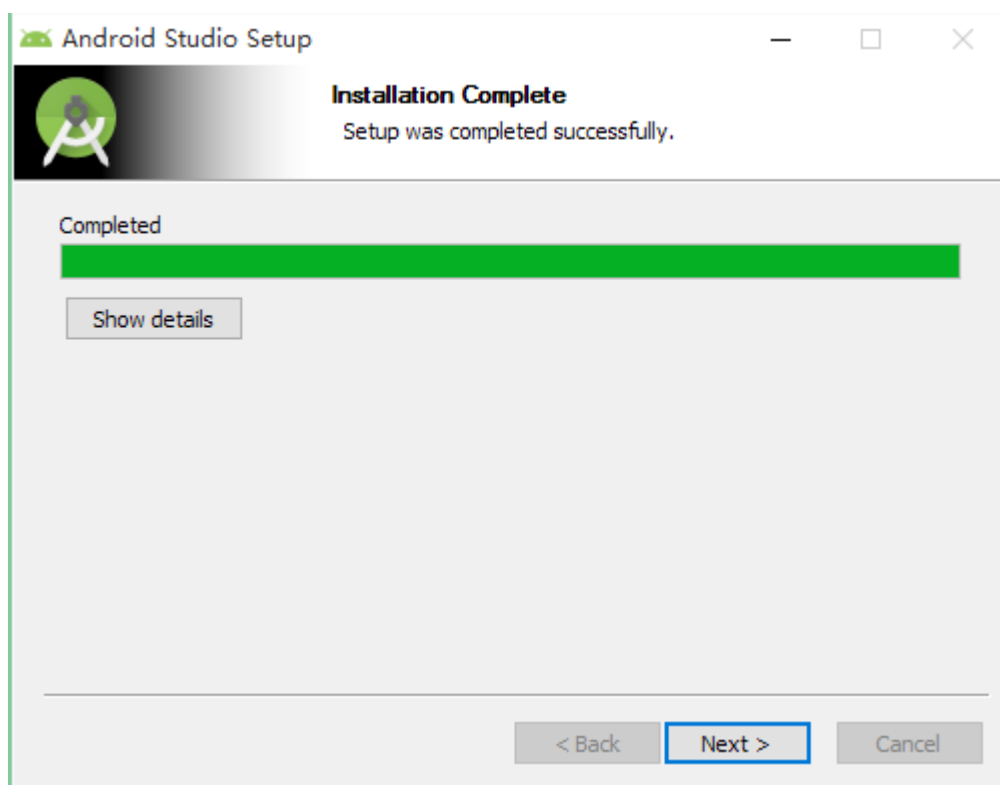 Android Studio Setup
Installation Complete
Setup was completed successfully.
Completed
Show details
< Back
Next >
Cancel